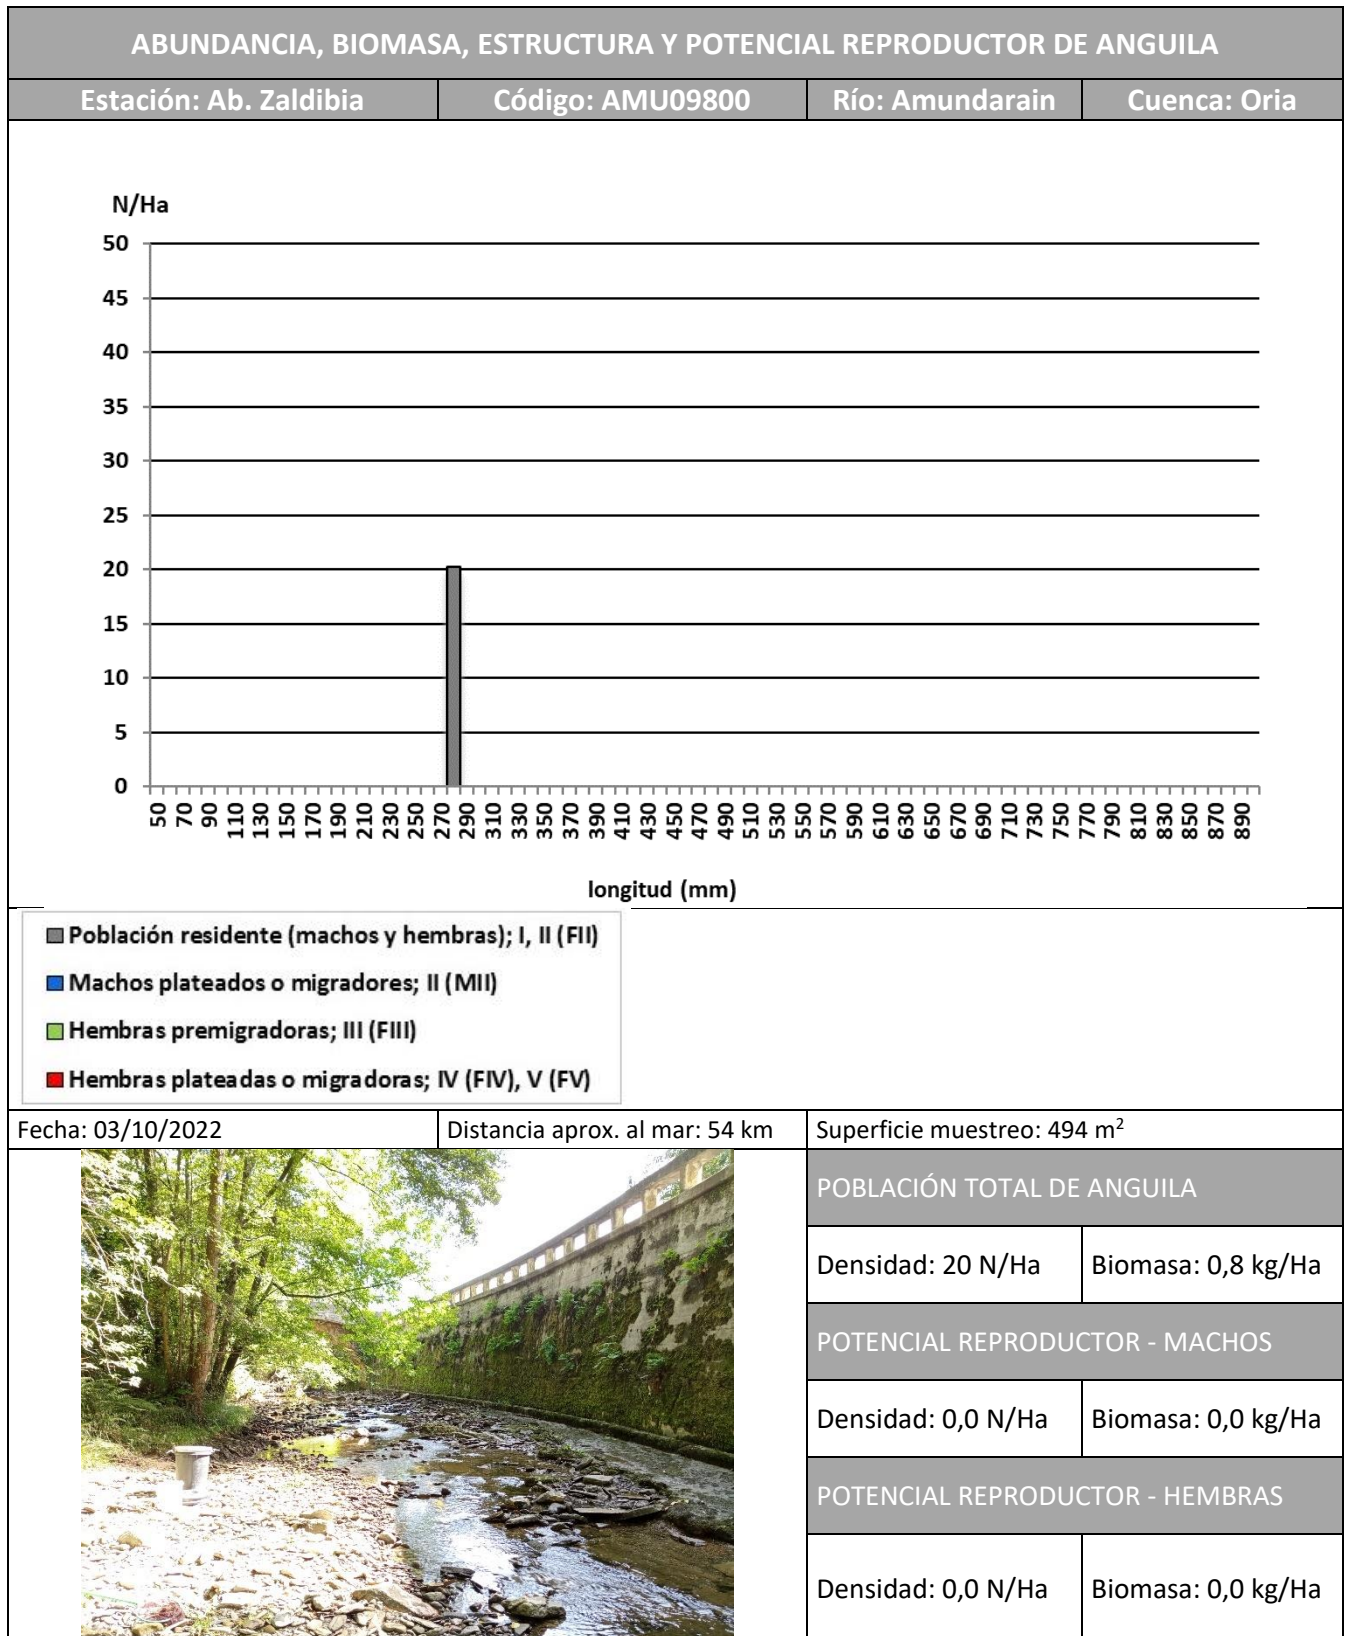 ABUNDANCIA, BIOMASA, ESTRUCTURA Y POTENCIAL REPRODUCTOR DE ANGUILA
Estación: Ab. Zaldibia Código: AMU09800 Río: Amundarain Cuenca: Oria
N/Ha
50
45
40
35
30
25
20
15
10
5
0
50 70 90 110 130 150 170 190 210 230 250 270 290 310 330 350 370 390 410 430 450 470 490 510 530 550 570 590 610 630 650 670 690 710 730 750 770 790 810 830 850 870 890
longitud (mm)
Población residente (machos y hembras); I, II (FII)
Machos plateados o migradores; II (MII)
Hembras premigradoras; III (FIII)
Hembras plateadas o migradoras; IV (FIV), V (FV)
Fecha: 03/10/2022 Distancia aprox. al mar: 54 km Superficie muestreo: 494 m²
POBLACIÓN TOTAL DE ANGUILA
Densidad: 20 N/Ha Biomasa: 0,8 kg/Ha
POTENCIAL REPRODUCTOR - MACHOS
Densidad: 0,0 N/Ha Biomasa: 0,0 kg/Ha
POTENCIAL REPRODUCTOR - HEMBRAS
Densidad: 0,0 N/Ha Biomasa: 0,0 kg/Ha